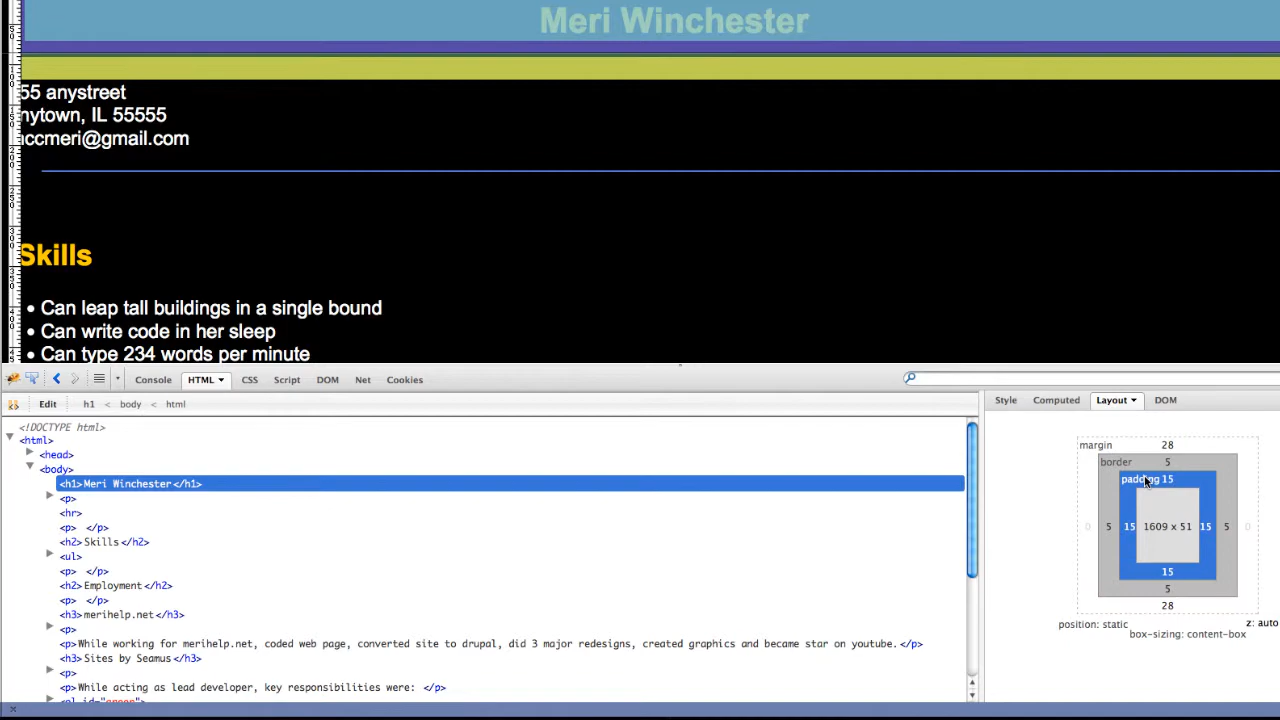 Meri Winchester
55 anystreet
nytown, IL 55555
ccmeri@gmail.com
Skills
• Can leap tall buildings in a single bound
• Can write code in her sleep
• Can type 234 words per minute
Console HTML CSS Script DOM Net Cookies
Edit h1 < body < html
Style Computed Layout DOM
<!DOCTYPE html>
<html>
<head>
<body>
<h1>Meri Winchester</h1>
<p>
<hr>
<p> </p>
<h2>Skills</h2>
<ul>
<p> </p>
<h2>Employment</h2>
<p> </p>
<h3>merihelp.net</h3>
<p>
<p>While working for merihelp.net, coded web page, converted site to drupal, did 3 major redesigns, created graphics and became star on youtube.</p>
<h3>Sites by Seamus</h3>
<p>
<p>While acting as lead developer, key responsibilities were: </p>
<ol id="green">
margin 28
border 5
padding 15
0 5 15 1609 x 51 15 5 0
15
5
28
position: static z: auto
box-sizing: content-box